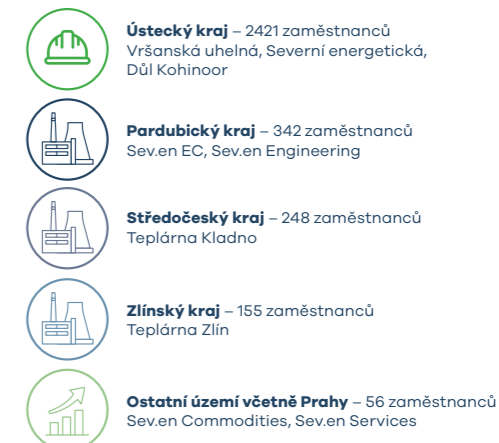 Ústecký kraj – 2421 zaměstnanců
Vršanská uhelná, Severní energetická,
Důl Kohinoor
Pardubický kraj – 342 zaměstnanců
Sev.en EC, Sev.en Engineering
Středočeský kraj – 248 zaměstnanců
Teplárna Kladno
Zlínský kraj – 155 zaměstnanců
Teplárna Zlín
Ostatní území včetně Prahy – 56 zaměstnanců
Sev.en Commodities, Sev.en Services